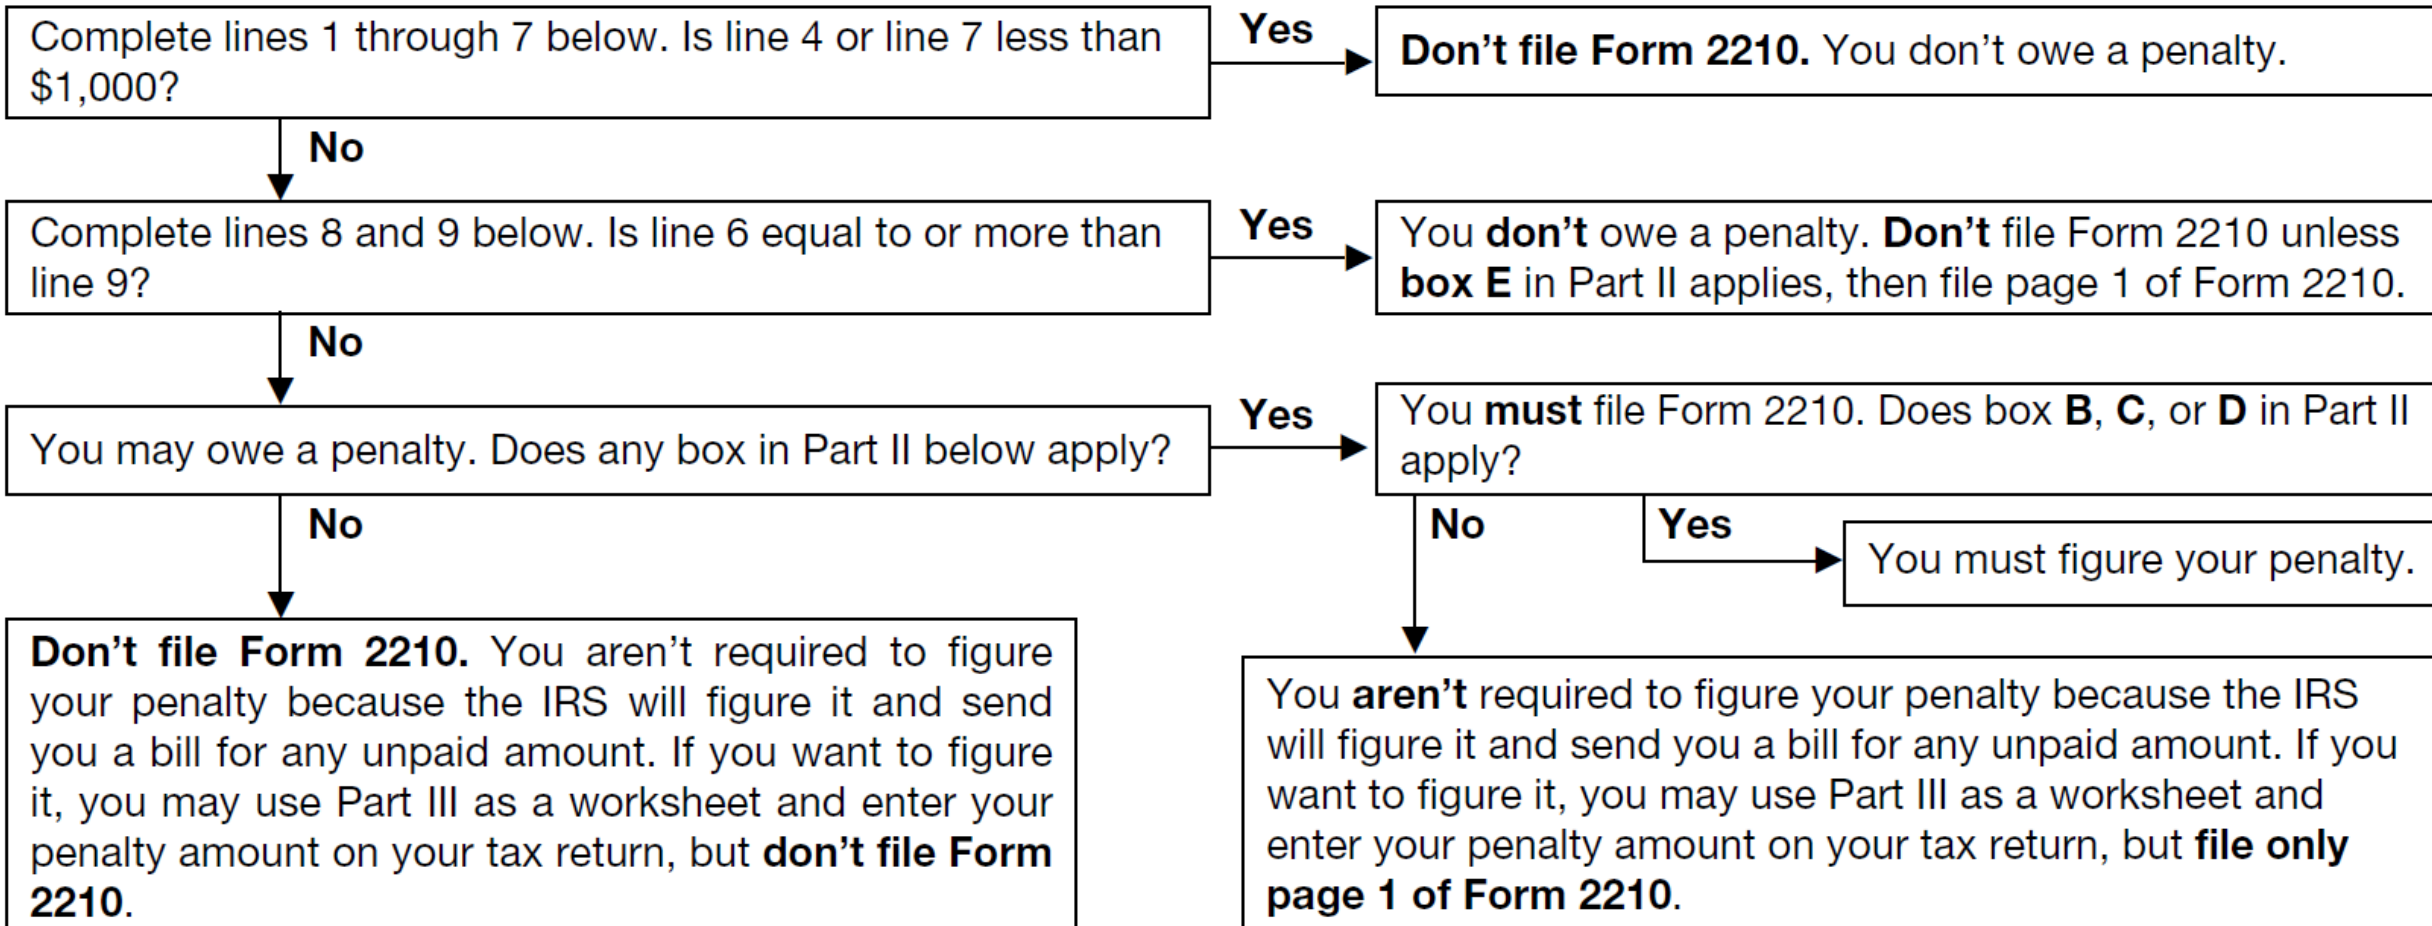 Complete lines 1 through 7 below. Is line 4 or line 7 less than
$1,000?
Yes
Don’t file Form 2210. You don’t owe a penalty.
No
Complete lines 8 and 9 below. Is line 6 equal to or more than
line 9?
Yes
You don’t owe a penalty. Don’t file Form 2210 unless
box E in Part II applies, then file page 1 of Form 2210.
No
You may owe a penalty. Does any box in Part II below apply?
Yes
You must file Form 2210. Does box B, C, or D in Part II
apply?
No
No
Yes
You must figure your penalty.
Don’t file Form 2210. You aren’t required to figure
your penalty because the IRS will figure it and send
you a bill for any unpaid amount. If you want to figure
it, you may use Part III as a worksheet and enter your
penalty amount on your tax return, but don’t file Form
2210.
You aren’t required to figure your penalty because the IRS
will figure it and send you a bill for any unpaid amount. If you
want to figure it, you may use Part III as a worksheet and
enter your penalty amount on your tax return, but file only
page 1 of Form 2210.